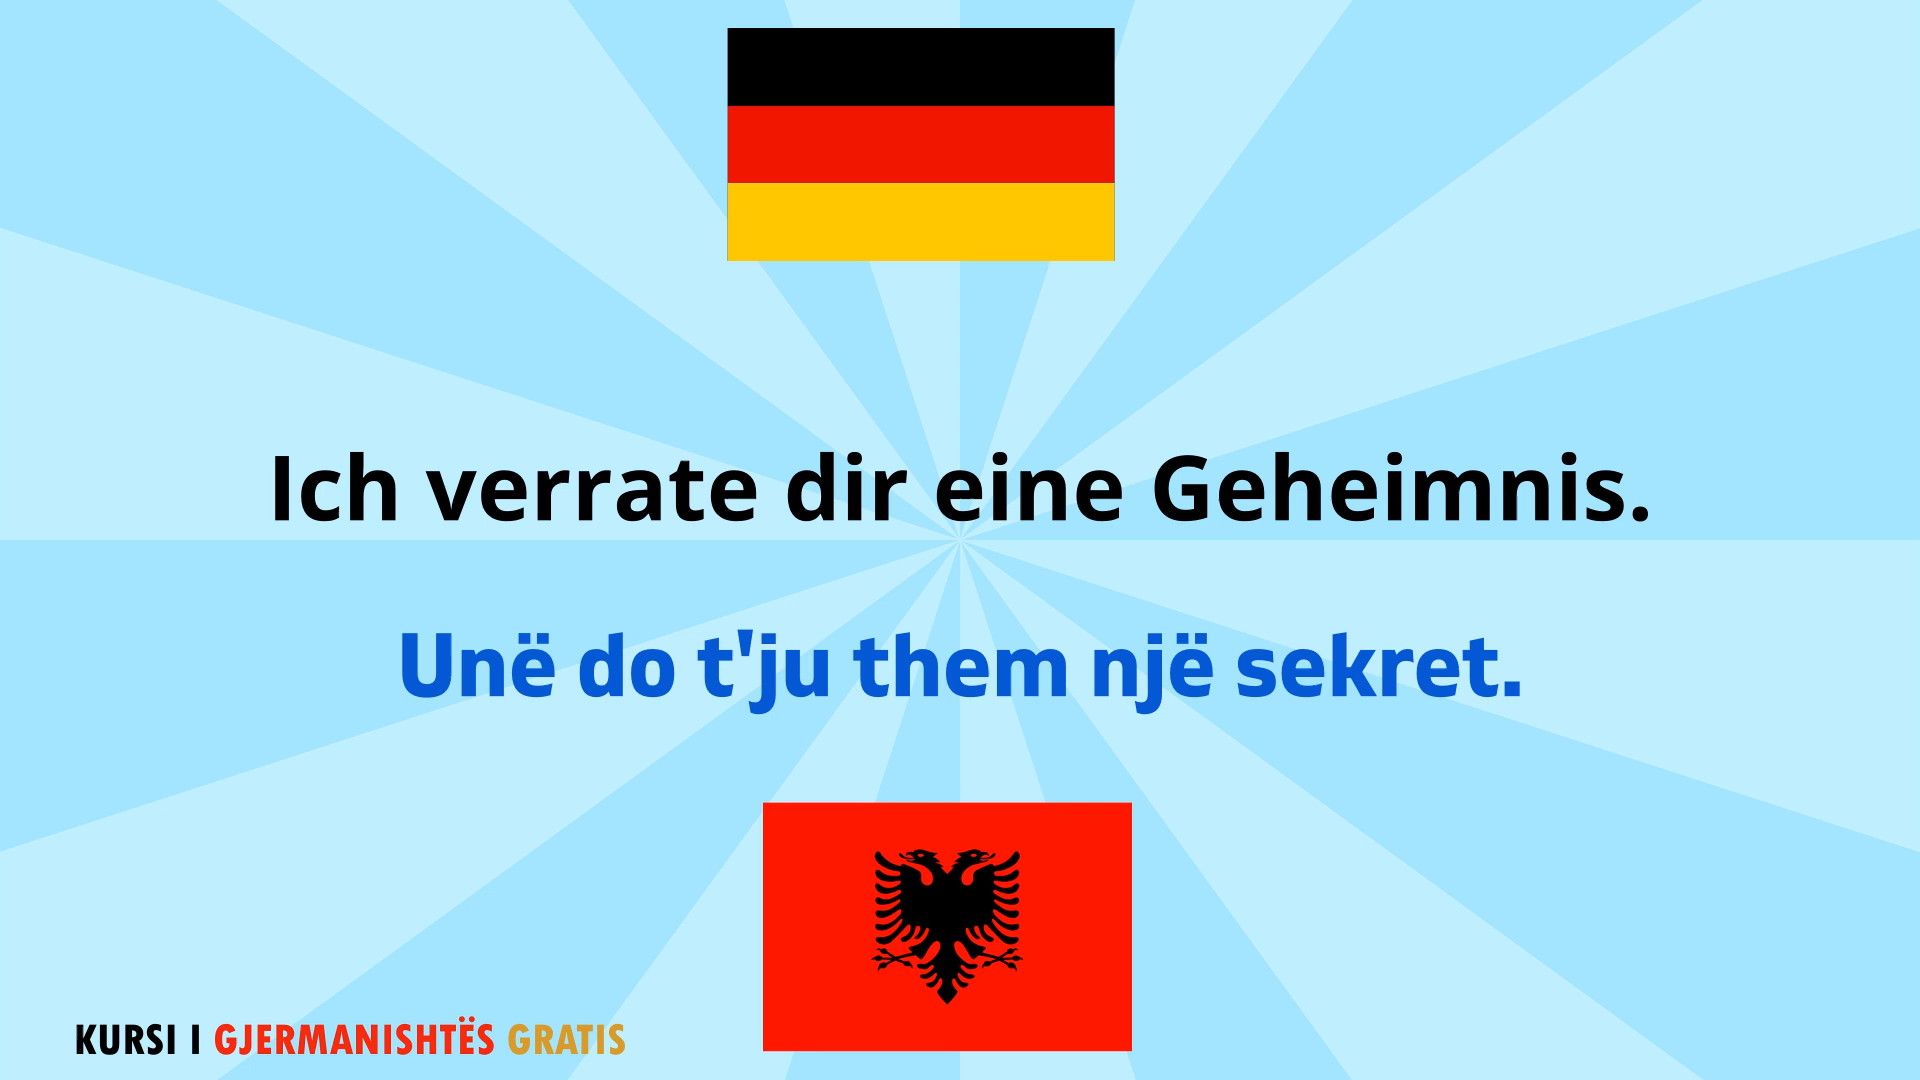 Ich verrate dir eine Geheimnis.
Unë do t'ju them një sekret.
KURSI I GJERMANISHTËS GRATIS